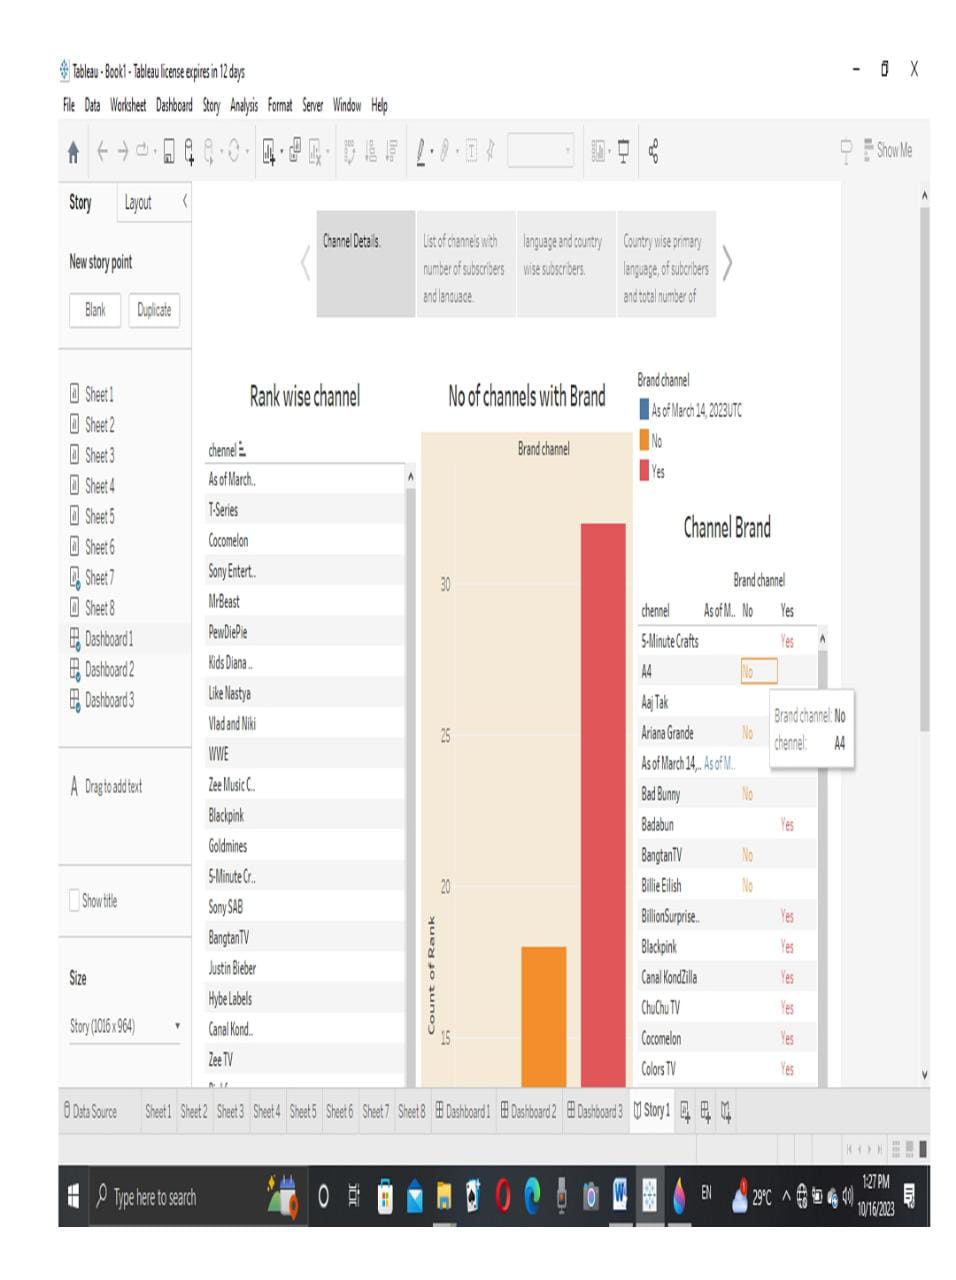 Tableau - Book1 - Tableau license expires in 12 days
File Data Worksheet Dashboard Story Analysis Format Server Window Help
Show Me
Story Layout
New story point
Blank Duplicate
Sheet 1
Sheet 2
Sheet 3
Sheet 4
Sheet 5
Sheet 6
Sheet 7
Sheet 8
Dashboard 1
Dashboard 2
Dashboard 3
A Drag to add text
Show title
Size
Story (1016 x 964)
Channel Details.
List of channels with
number of subscribers
and language.
language and country
wise subscribers.
Country wise primary
language, of subcribers
and total number of
Rank wise channel
chennel
As of March..
T-Series
Cocomelon
Sony Entert..
MrBeast
PewDiePie
Kids Diana ..
Like Nastya
Vlad and Niki
WWE
Zee Music C..
Blackpink
Goldmines
5-Minute Cr..
Sony SAB
BangtanTV
Justin Bieber
Hybe Labels
Canal Kond..
Zee TV
No of channels with Brand
Brand channel
30
25
20
15
Count of Rank
Brand channel
As of March 14, 2023UTC
No
Yes
Channel Brand
Brand channel
chennel As of M.. No Yes
5-Minute Crafts Yes
A4 No
Aaj Tak
Ariana Grande No
As of March 14,.. As of M..
Bad Bunny No
Badabun Yes
BangtanTV No
Billie Eilish No
BillionSurprise.. Yes
Blackpink Yes
Canal KondZilla Yes
ChuChu TV Yes
Cocomelon Yes
Colors TV Yes
Brand channel: No
chennel: A4
Data Source Sheet 1 Sheet 2 Sheet 3 Sheet 4 Sheet 5 Sheet 6 Sheet 7 Sheet 8 Dashboard 1 Dashboard 2 Dashboard 3 Story 1
Type here to search
EN
29°C
1:27 PM
10/16/2023